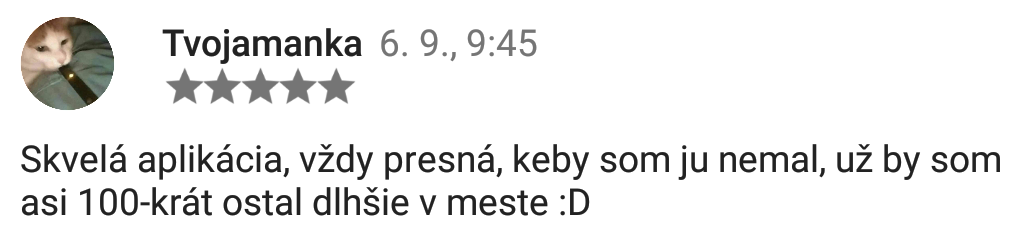 Tvojamanka 6. 9., 9:45
Skvelá aplikácia, vždy presná, keby som ju nemal, už by som
asi 100-krát ostal dlhšie v meste :D